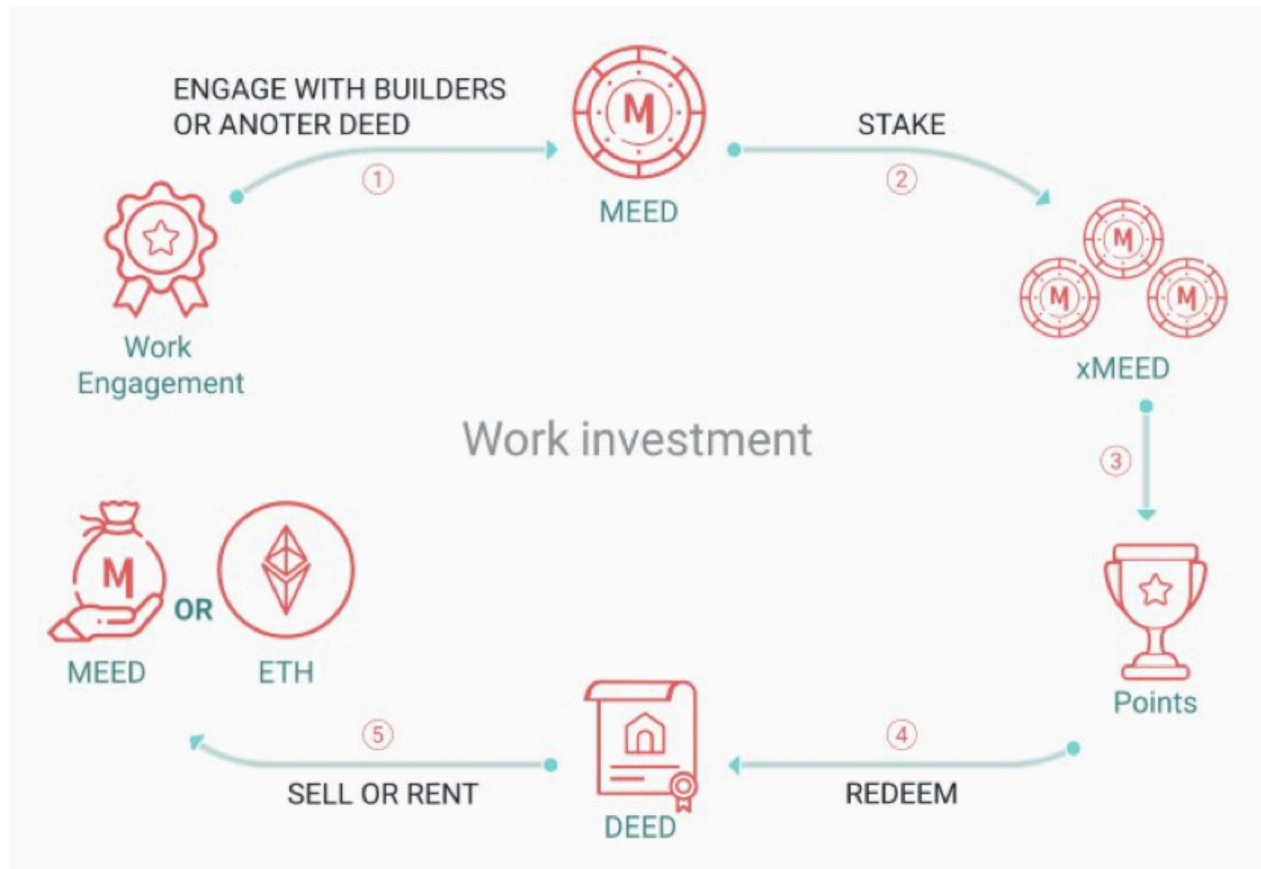 ENGAGE WITH BUILDERS
OR ANOTER DEED
1
M
MEED
STAKE
2
M
M
M
xMEED
Work
Engagement
Work investment
3
Points
M
OR
MEED
ETH
5
SELL OR RENT
DEED
4
REDEEM